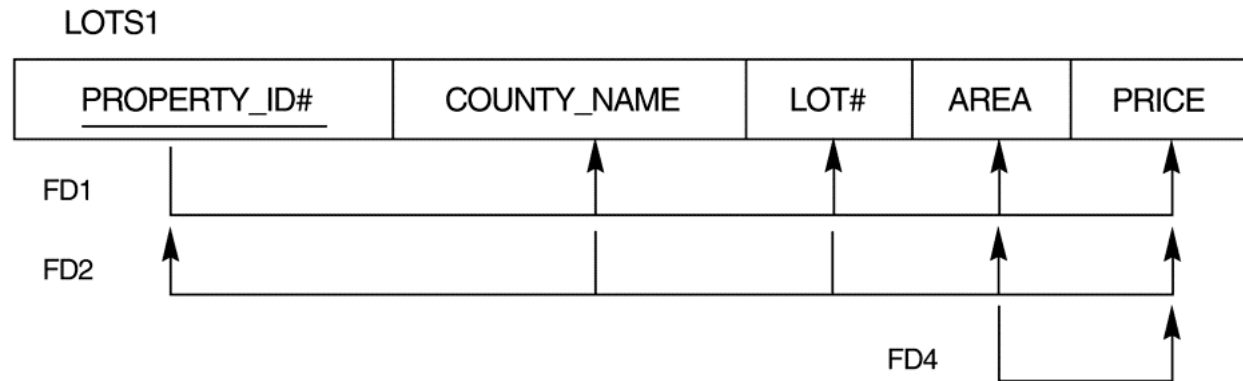 LOTS1
PROPERTY_ID# COUNTY_NAME LOT# AREA PRICE
FD1
FD2
FD4